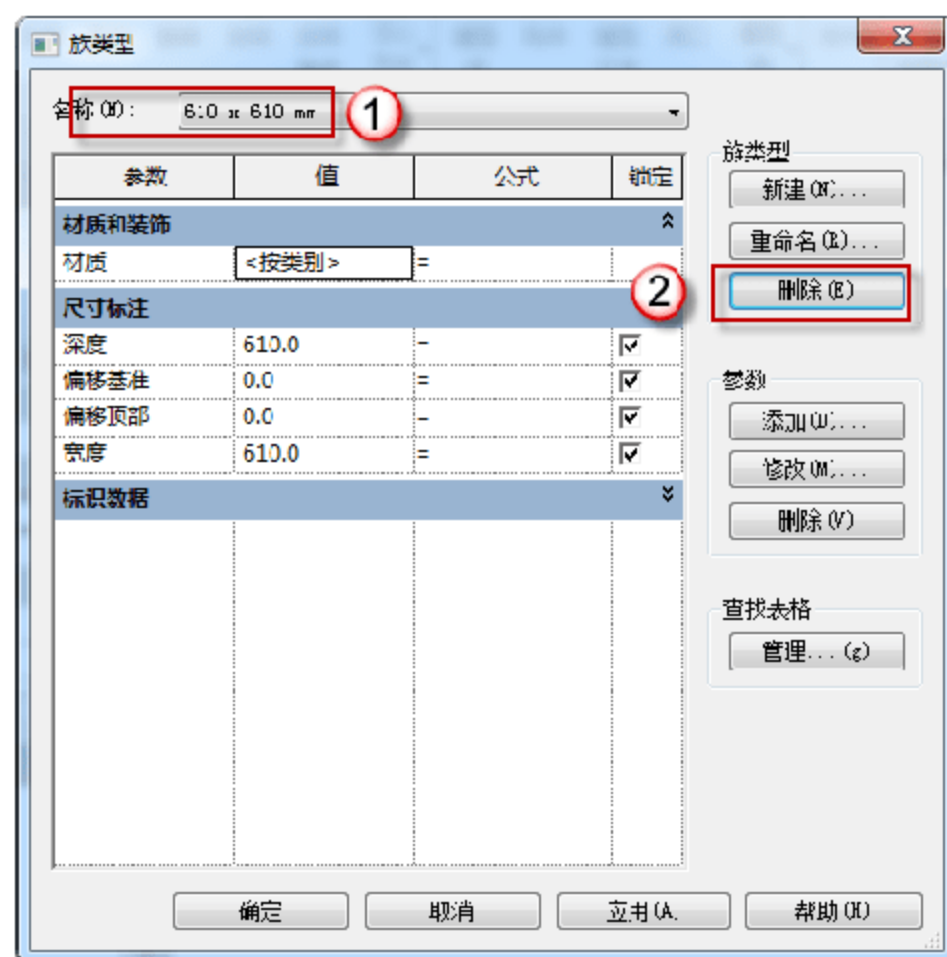 族类型
名称(N): 610 x 610 mm
①
参数 值 公式 锁定
材质和装饰
材质 <按类别> =
尺寸标注
深度 610.0 =
偏移基准 0.0 =
偏移顶部 0.0 =
宽度 610.0 =
标识数据
族类型
新建(N)...
重命名(R)...
②
删除(E)
参数
添加(D)...
修改(M)...
删除(V)
查找表格
管理...(g)
确定 取消 应用(A) 帮助(H)